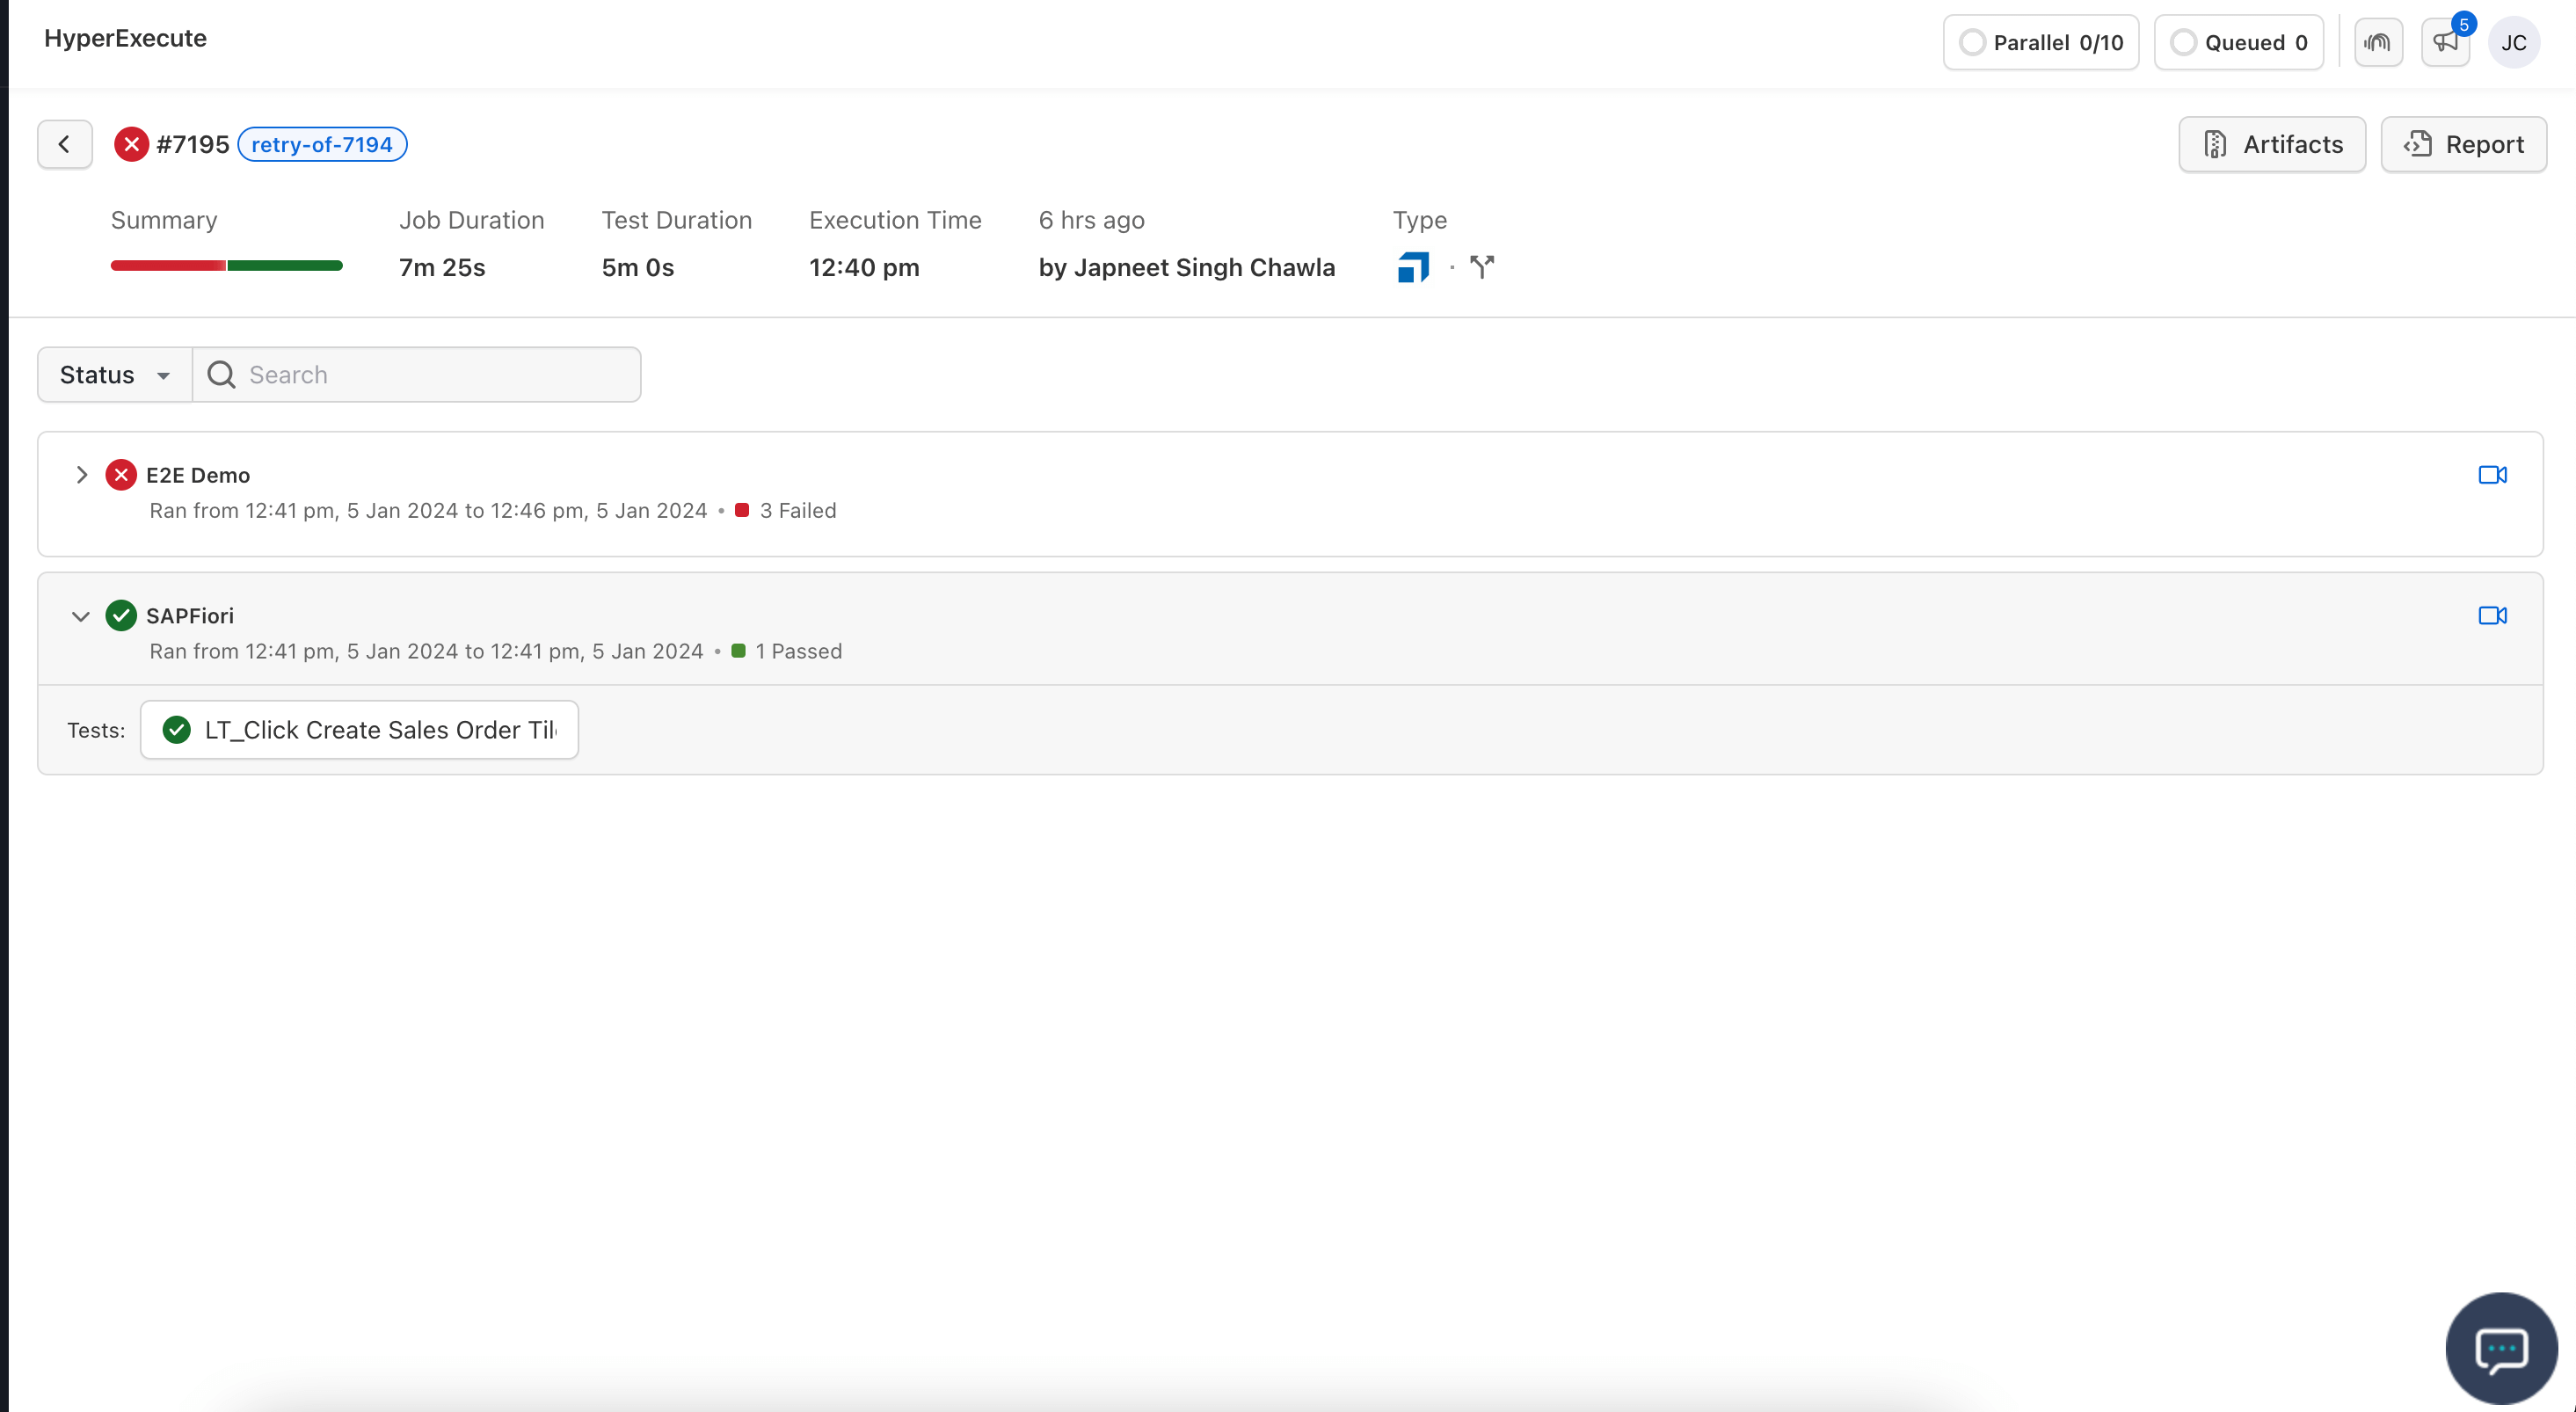 HyperExecute
Parallel 0/10
Queued 0
5
JC
#7195 retry-of-7194
Artifacts
Report
Summary
Job Duration
7m 25s
Test Duration
5m 0s
Execution Time
12:40 pm
6 hrs ago
by Japneet Singh Chawla
Type
Status
Search
E2E Demo
Ran from 12:41 pm, 5 Jan 2024 to 12:46 pm, 5 Jan 2024 • 3 Failed
SAPFiori
Ran from 12:41 pm, 5 Jan 2024 to 12:41 pm, 5 Jan 2024 • 1 Passed
Tests: LT_Click Create Sales Order Til